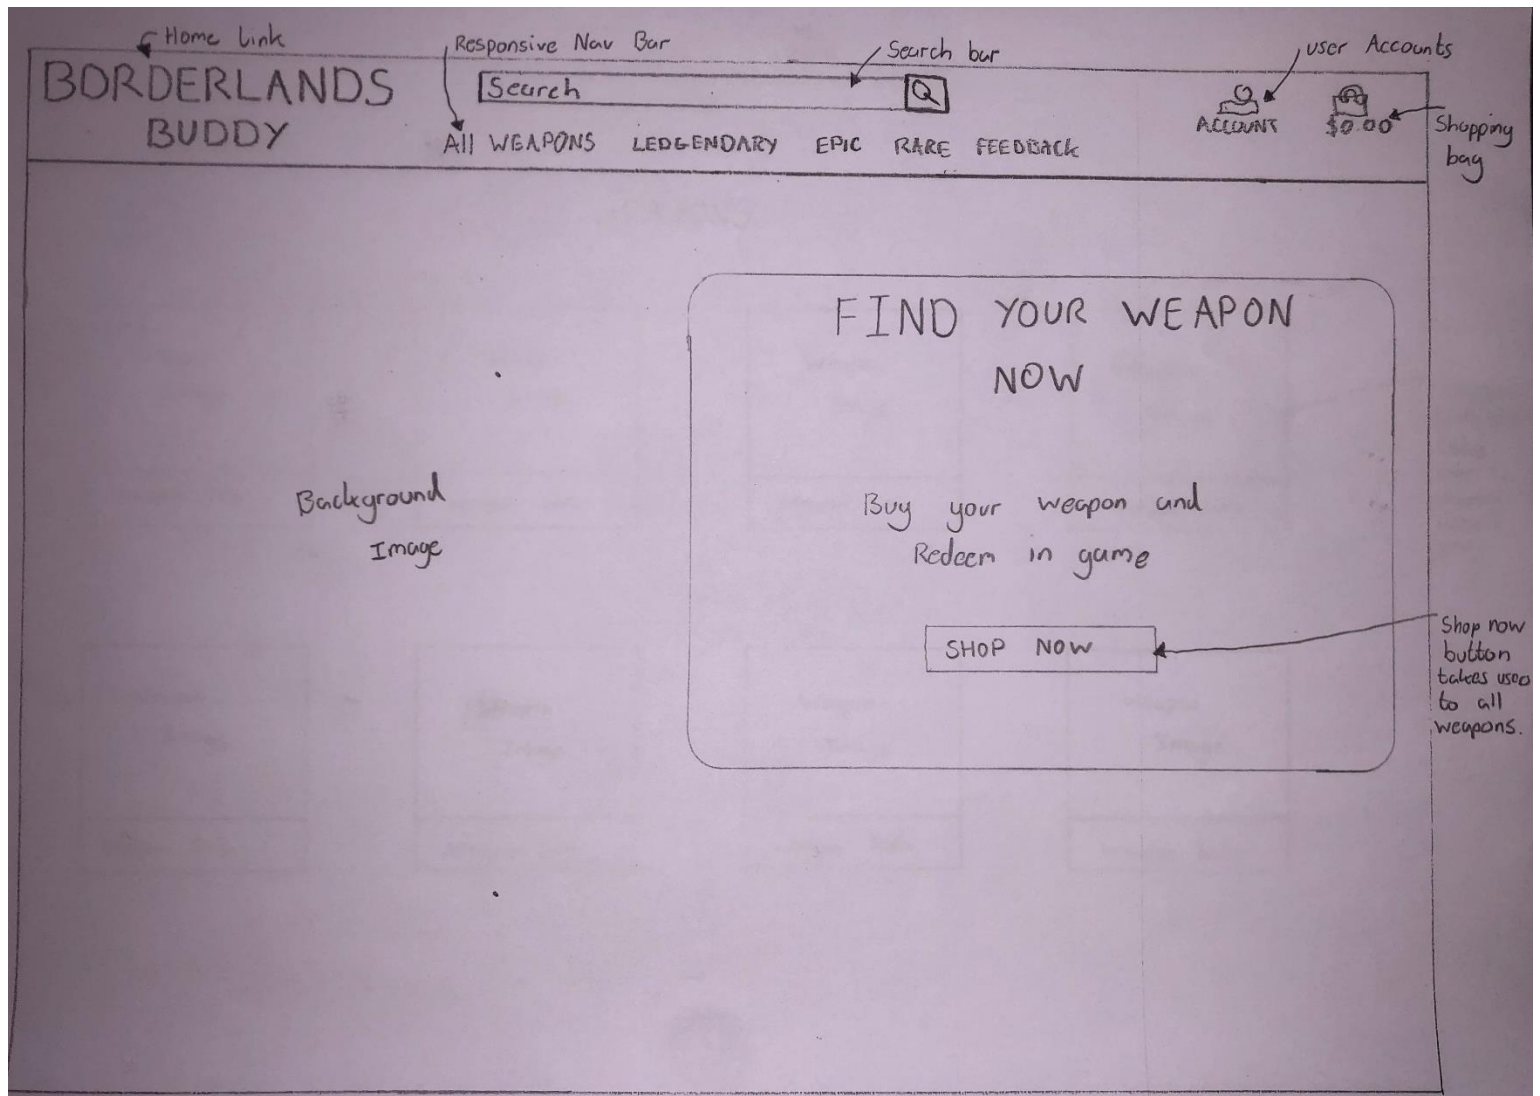 Home Link
Responsive Nav Bar
Search bar
user Accounts
BORDERLANDS
BUDDY
Search
All WEAPONS LEDGENDARY EPIC RARE FEEDBACK
ACCOUNT
$0.00
Shopping
bag
FIND YOUR WEAPON
NOW
Background
Image
Buy your weapon and
Redeem in game
SHOP NOW
Shop now
button
takes
to all
weapons.